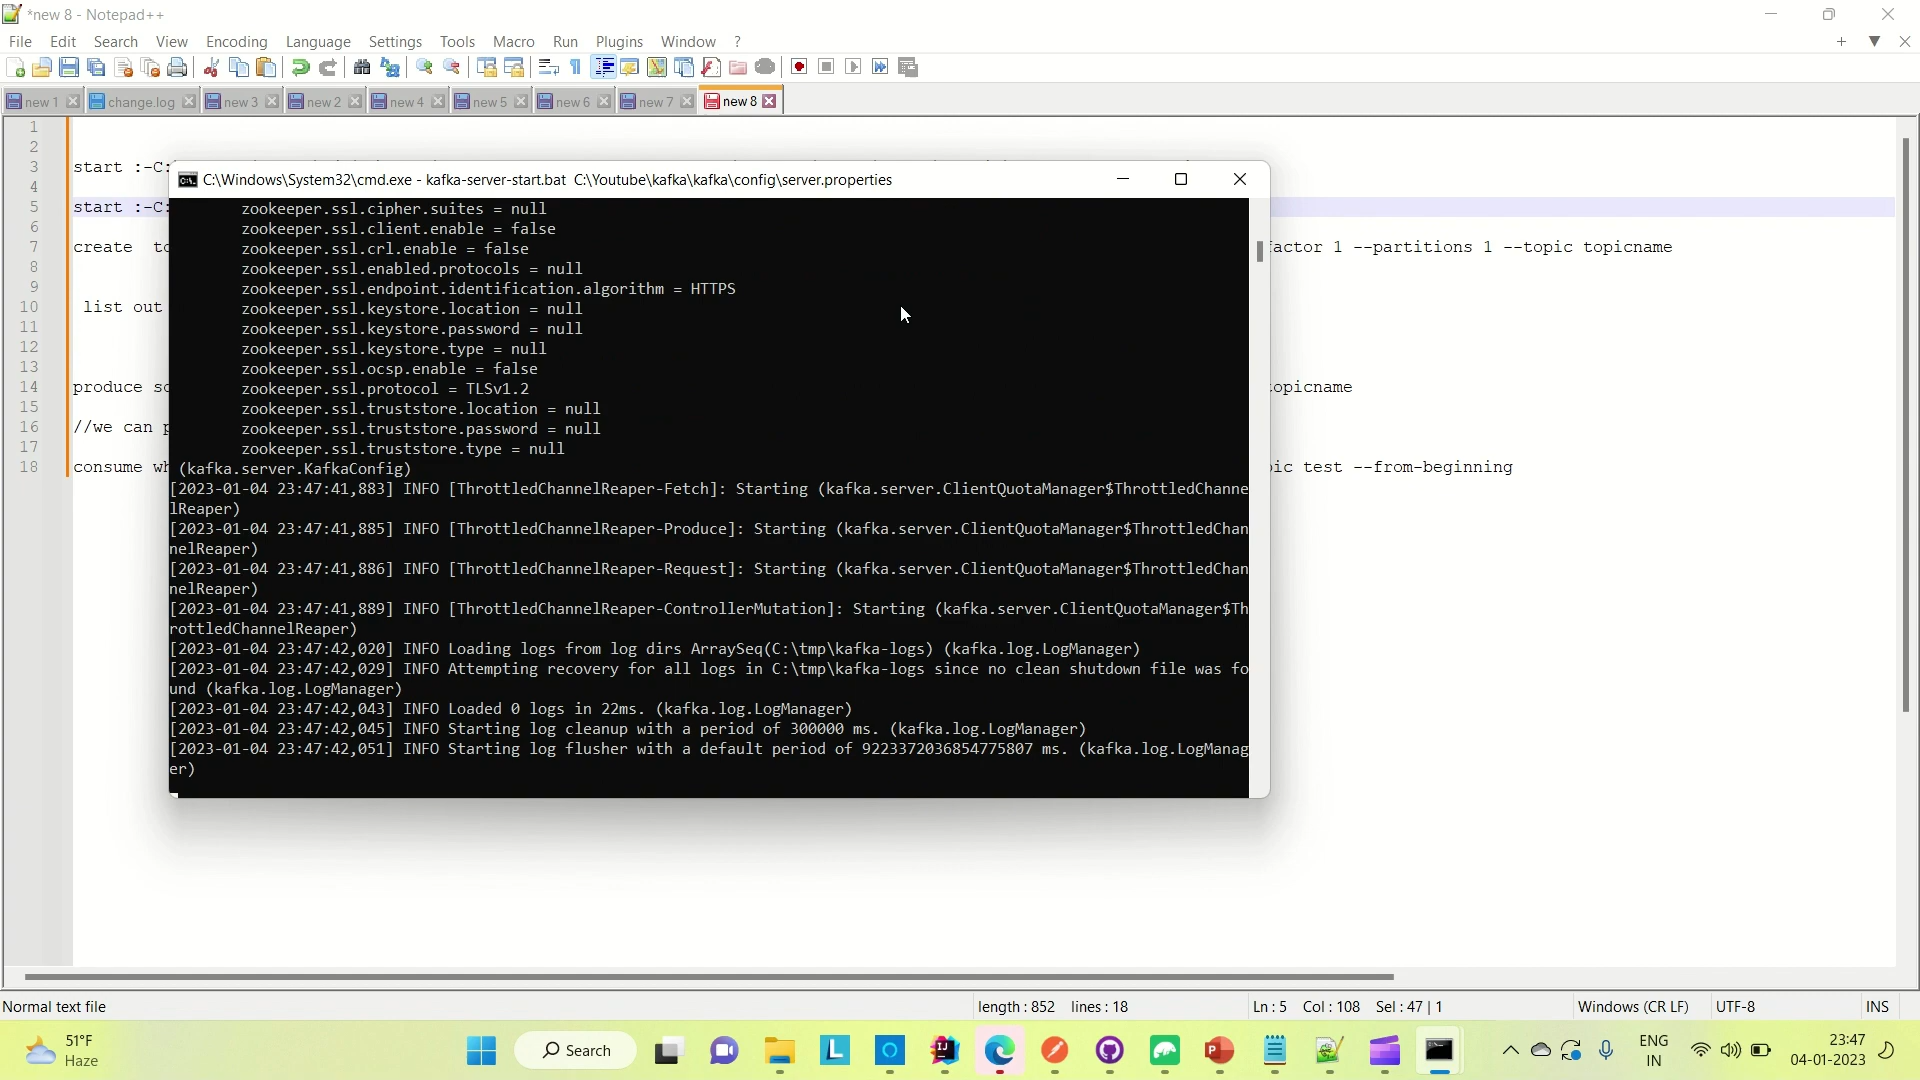 *new 8 - Notepad++
File Edit Search View Encoding Language Settings Tools Macro Run Plugins Window ?
new 1 change.log new 3 new 2 new 4 new 5 new 6 new 7 new 8
1
2
3 start :-C:
4
5 start :-C:
6
7 create to actor 1 --partitions 1 --topic topicname
8
9
10 list out
11
12
13
14 produce so opicname
15
16 //we can p
17
18 consume wh ic test --from-beginning
C:\Windows\System32\cmd.exe - kafka-server-start.bat C:\Youtube\kafka\kafka\config\server.properties
zookeeper.ssl.cipher.suites = null
zookeeper.ssl.client.enable = false
zookeeper.ssl.crl.enable = false
zookeeper.ssl.enabled.protocols = null
zookeeper.ssl.endpoint.identification.algorithm = HTTPS
zookeeper.ssl.keystore.location = null
zookeeper.ssl.keystore.password = null
zookeeper.ssl.keystore.type = null
zookeeper.ssl.ocsp.enable = false
zookeeper.ssl.protocol = TLSv1.2
zookeeper.ssl.truststore.location = null
zookeeper.ssl.truststore.password = null
zookeeper.ssl.truststore.type = null
(kafka.server.KafkaConfig)
[2023-01-04 23:47:41,883] INFO [ThrottledChannelReaper-Fetch]: Starting (kafka.server.ClientQuotaManager$ThrottledChanne
lReaper)
[2023-01-04 23:47:41,885] INFO [ThrottledChannelReaper-Produce]: Starting (kafka.server.ClientQuotaManager$ThrottledChan
nelReaper)
[2023-01-04 23:47:41,886] INFO [ThrottledChannelReaper-Request]: Starting (kafka.server.ClientQuotaManager$ThrottledChan
nelReaper)
[2023-01-04 23:47:41,889] INFO [ThrottledChannelReaper-ControllerMutation]: Starting (kafka.server.ClientQuotaManager$Th
rottledChannelReaper)
[2023-01-04 23:47:42,020] INFO Loading logs from log dirs ArraySeq(C:\tmp\kafka-logs) (kafka.log.LogManager)
[2023-01-04 23:47:42,029] INFO Attempting recovery for all logs in C:\tmp\kafka-logs since no clean shutdown file was fo
und (kafka.log.LogManager)
[2023-01-04 23:47:42,043] INFO Loaded 0 logs in 22ms. (kafka.log.LogManager)
[2023-01-04 23:47:42,045] INFO Starting log cleanup with a period of 300000 ms. (kafka.log.LogManager)
[2023-01-04 23:47:42,051] INFO Starting log flusher with a default period of 9223372036854775807 ms. (kafka.log.LogManag
er)
Normal text file length : 852 lines : 18 Ln : 5 Col : 108 Sel : 47 | 1 Windows (CR LF) UTF-8 INS
51°F
Haze
Search
ENG
IN
23:47
04-01-2023